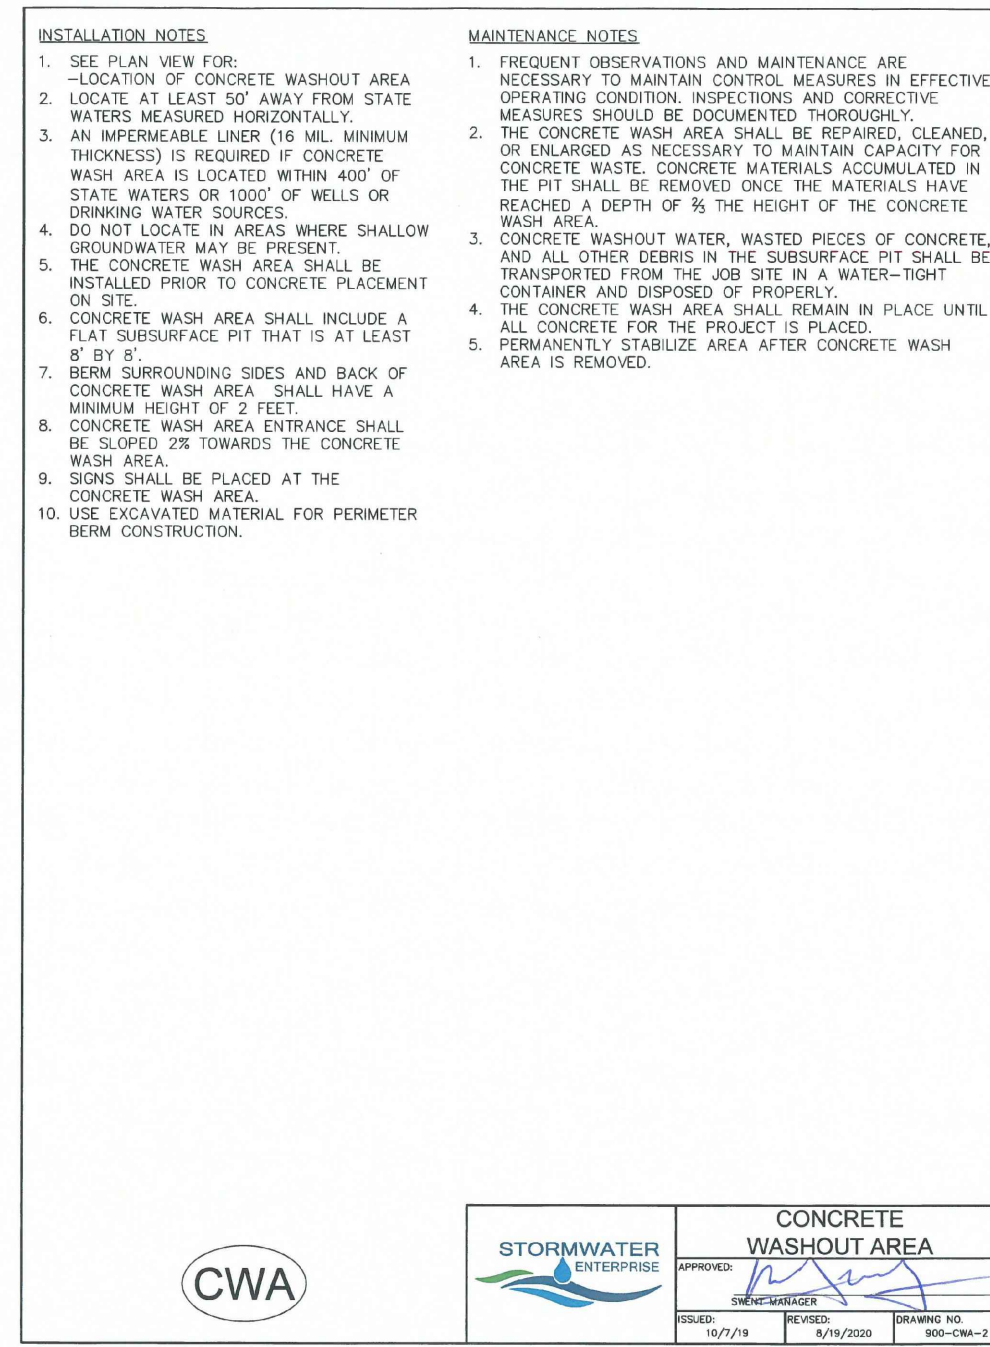 INSTALLATION NOTES
1. SEE PLAN VIEW FOR:
-LOCATION OF CONCRETE WASHOUT AREA
2. LOCATE AT LEAST 50' AWAY FROM STATE
WATERS MEASURED HORIZONTALLY.
3. AN IMPERMEABLE LINER (16 MIL. MINIMUM
THICKNESS) IS REQUIRED IF CONCRETE
WASH AREA IS LOCATED WITHIN 400' OF
STATE WATERS OR 1000' OF WELLS OR
DRINKING WATER SOURCES.
4. DO NOT LOCATE IN AREAS WHERE SHALLOW
GROUNDWATER MAY BE PRESENT.
5. THE CONCRETE WASH AREA SHALL BE
INSTALLED PRIOR TO CONCRETE PLACEMENT
ON SITE.
6. CONCRETE WASH AREA SHALL INCLUDE A
FLAT SUBSURFACE PIT THAT IS AT LEAST
8' BY 8'.
7. BERM SURROUNDING SIDES AND BACK OF
CONCRETE WASH AREA SHALL HAVE A
MINIMUM HEIGHT OF 2 FEET.
8. CONCRETE WASH AREA ENTRANCE SHALL
BE SLOPED 2% TOWARDS THE CONCRETE
WASH AREA.
9. SIGNS SHALL BE PLACED AT THE
CONCRETE WASH AREA.
10. USE EXCAVATED MATERIAL FOR PERIMETER
BERM CONSTRUCTION.
MAINTENANCE NOTES
1. FREQUENT OBSERVATIONS AND MAINTENANCE ARE
NECESSARY TO MAINTAIN CONTROL MEASURES IN EFFECTIVE
OPERATING CONDITION. INSPECTIONS AND CORRECTIVE
MEASURES SHOULD BE DOCUMENTED THOROUGHLY.
2. THE CONCRETE WASH AREA SHALL BE REPAIRED, CLEANED,
OR ENLARGED AS NECESSARY TO MAINTAIN CAPACITY FOR
CONCRETE WASTE. CONCRETE MATERIALS ACCUMULATED IN
THE PIT SHALL BE REMOVED ONCE THE MATERIALS HAVE
REACHED A DEPTH OF ⅔ THE HEIGHT OF THE CONCRETE
WASH AREA.
3. CONCRETE WASHOUT WATER, WASTED PIECES OF CONCRETE,
AND ALL OTHER DEBRIS IN THE SUBSURFACE PIT SHALL BE
TRANSPORTED FROM THE JOB SITE IN A WATER-TIGHT
CONTAINER AND DISPOSED OF PROPERLY.
4. THE CONCRETE WASH AREA SHALL REMAIN IN PLACE UNTIL
ALL CONCRETE FOR THE PROJECT IS PLACED.
5. PERMANENTLY STABILIZE AREA AFTER CONCRETE WASH
AREA IS REMOVED.
CWA
STORMWATER
ENTERPRISE
CONCRETE
WASHOUT AREA
APPROVED:
SWENT MANAGER
ISSUED:
10/7/19
REVISED:
8/19/2020
DRAWING NO.
900-CWA-2